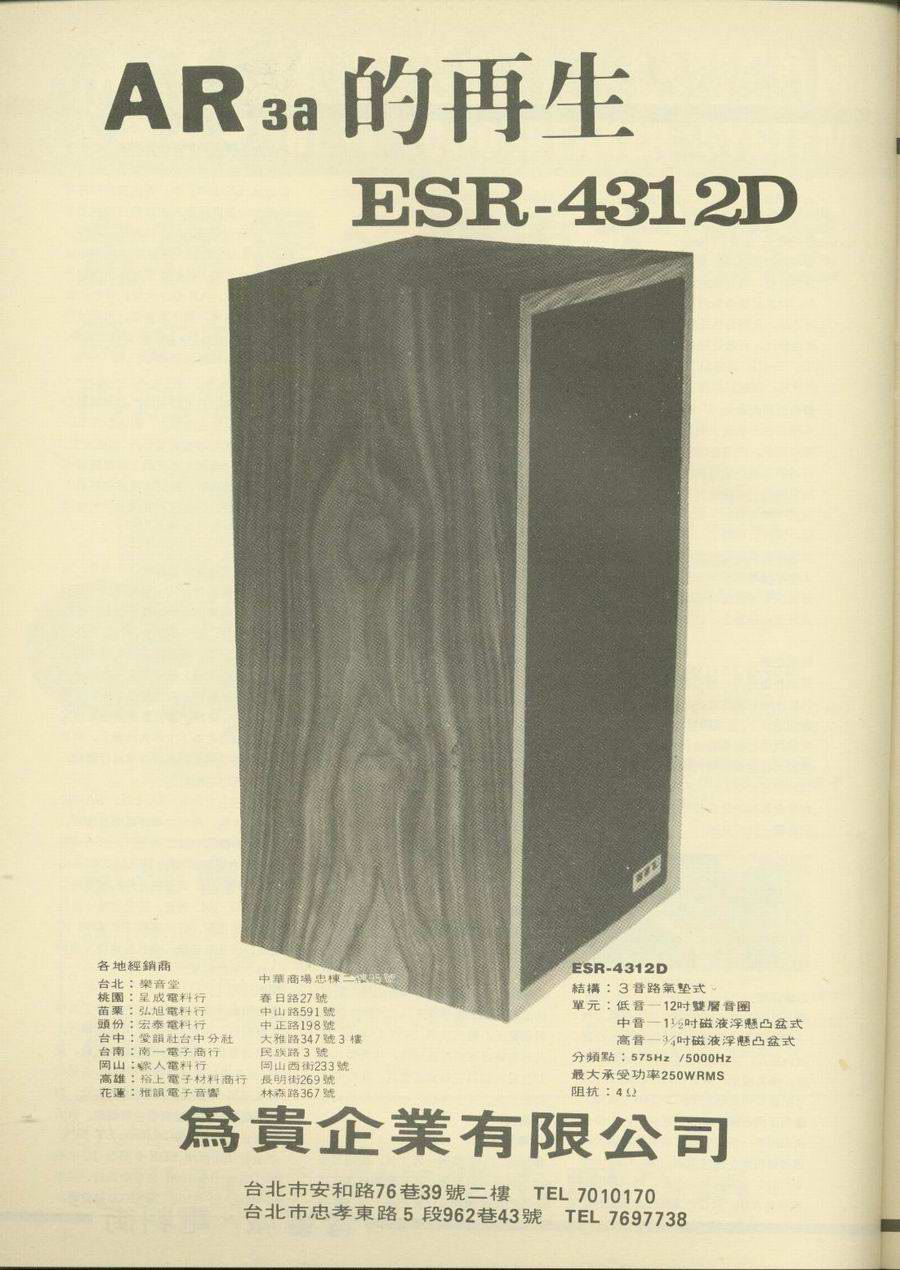 AR 3a 的再生
ESR-4312D
各地經銷商
台北：樂音堂 中華商場忠棟二樓95號
桃園：呈成電料行 春日路27號
苗栗：弘旭電料行 中山路591號
頭份：宏泰電料行 中正路198號
台中：愛韻社台中分社 大雅路347號3樓
台南：南一電子商行 民族路3號
岡山：衆人電料行 岡山西街233號
高雄：裕上電子材料商行 長明街269號
花蓮：雅韻電子音響 林森路367號
ESR-4312D
結構：3音路氣墊式
單元：低音—12吋雙層音圈
中音—1½吋磁液浮懸凸盆式
高音—¾吋磁液浮懸凸盆式
分頻點：575Hz /5000Hz
最大承受功率250WRMS
阻抗：4Ω
爲貴企業有限公司
台北市安和路76巷39號二樓 TEL 7010170
台北市忠孝東路5段962巷43號 TEL 7697738